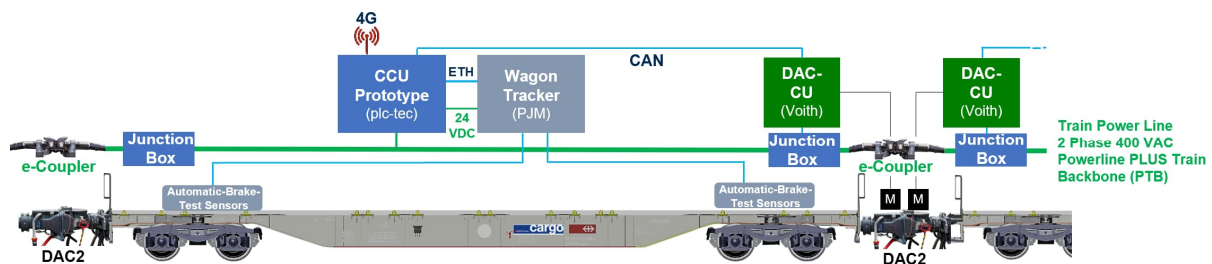 4G
CCU
Prototype
(plc-tec)
ETH
24
VDC
Wagon
Tracker
(PJM)
CAN
DAC-
CU
(Voith)
DAC-
CU
(Voith)
Junction
Box
Junction
Box
Junction
Box
e-Coupler
e-Coupler
Train Power Line
2 Phase 400 VAC
Powerline PLUS Train
Backbone (PTB)
Automatic-Brake-
Test Sensors
Automatic-Brake-
Test Sensors
M
M
cargo
DAC2
DAC2